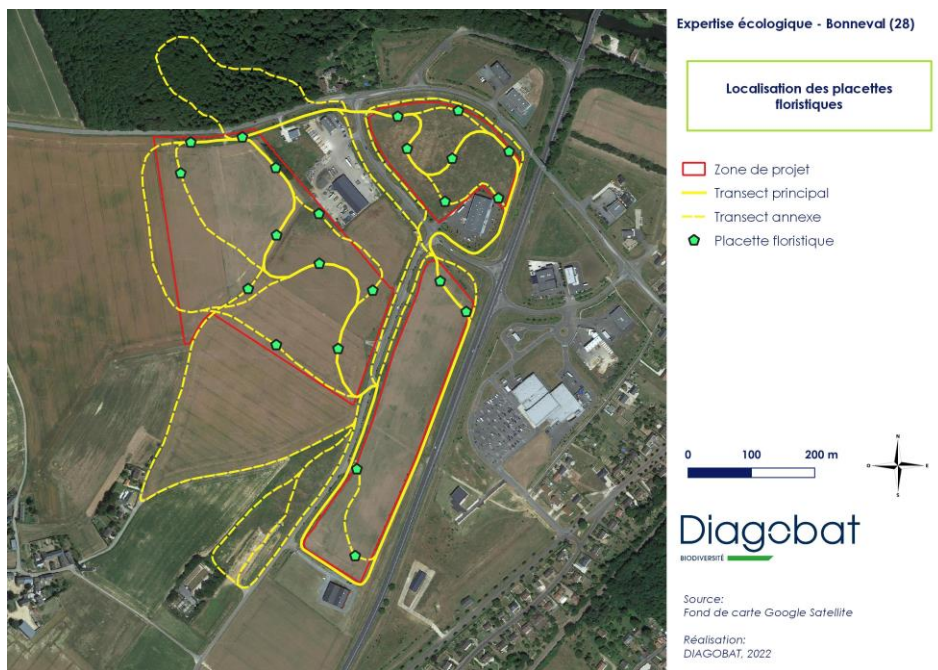 Expertise écologique - Bonneval (28)
Localisation des placettes
floristiques
Zone de projet
Transect principal
Transect annexe
Placette floristique
0 100 200 m
N
O E
S
Diagobat
BIODIVERSITÉ
Source:
Fond de carte Google Satellite
Réalisation:
DIAGOBAT, 2022